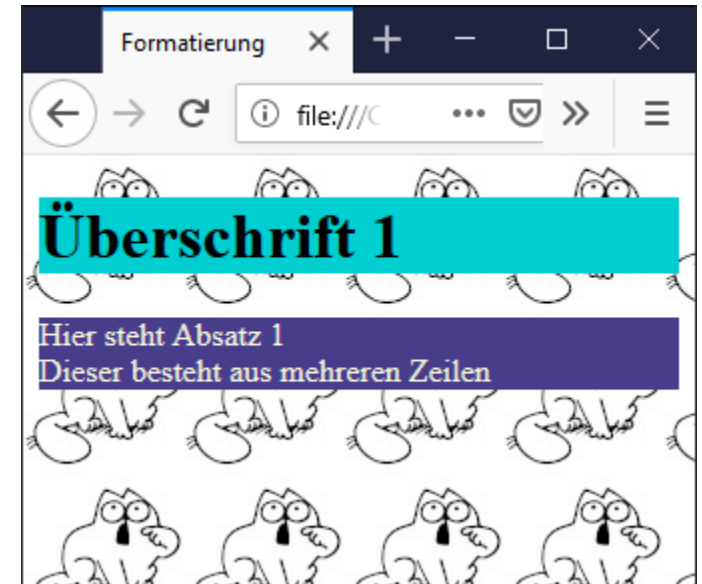 Formatierung
file:///C
Überschrift 1
Hier steht Absatz 1
Dieser besteht aus mehreren Zeilen